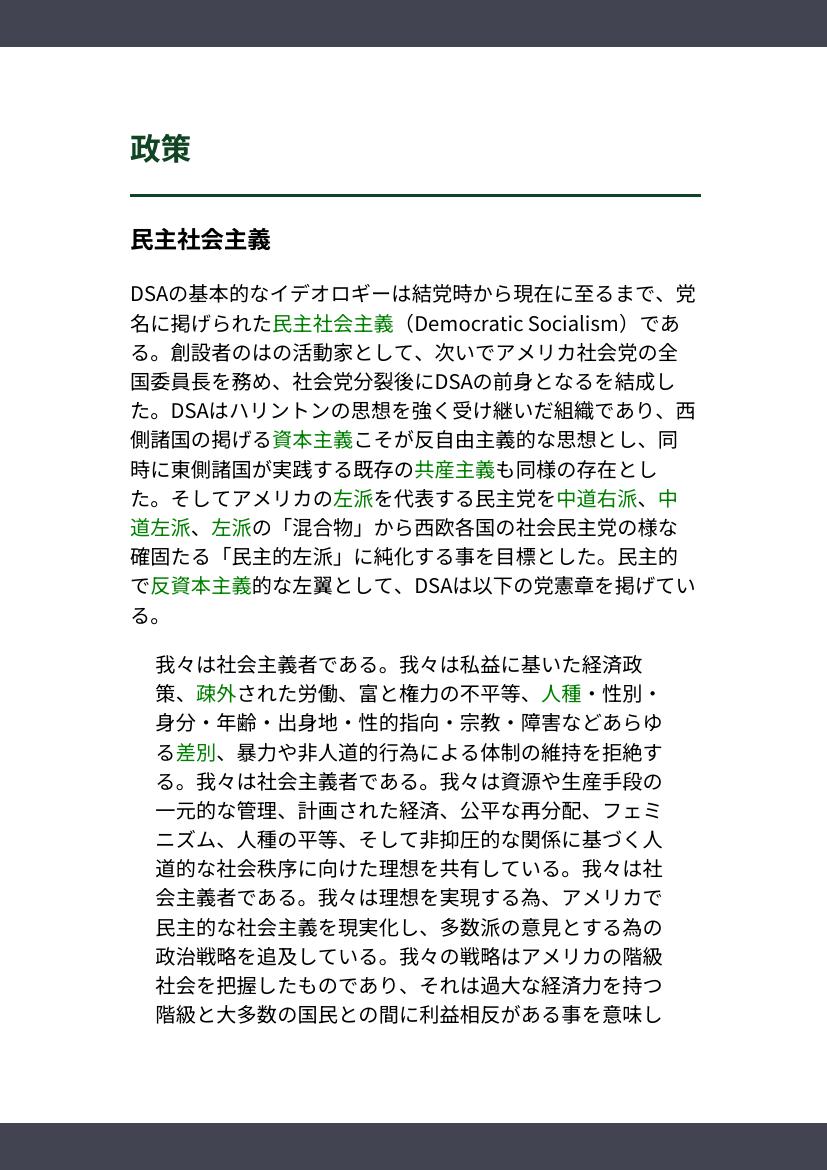 政策
民主社会主義
DSAの基本的なイデオロギーは結党時から現在に至るまで、党
名に掲げられた民主社会主義（Democratic Socialism）であ
る。創設者のはの活動家として、次いでアメリカ社会党の全
国委員長を務め、社会党分裂後にDSAの前身となるを結成し
た。DSAはハリントンの思想を強く受け継いだ組織であり、西
側諸国の掲げる資本主義こそが反自由主義的な思想とし、同
時に東側諸国が実践する既存の共産主義も同様の存在とし
た。そしてアメリカの左派を代表する民主党を中道右派、中
道左派、左派の「混合物」から西欧各国の社会民主党の様な
確固たる「民主的左派」に純化する事を目標とした。民主的
で反資本主義的な左翼として、DSAは以下の党憲章を掲げてい
る。
我々は社会主義者である。我々は私益に基いた経済政
策、疎外された労働、富と権力の不平等、人種・性別・
身分・年齢・出身地・性的指向・宗教・障害などあらゆ
る差別、暴力や非人道的行為による体制の維持を拒絶す
る。我々は社会主義者である。我々は資源や生産手段の
一元的な管理、計画された経済、公平な再分配、フェミ
ニズム、人種の平等、そして非抑圧的な関係に基づく人
道的な社会秩序に向けた理想を共有している。我々は社
会主義者である。我々は理想を実現する為、アメリカで
民主的な社会主義を現実化し、多数派の意見とする為の
政治戦略を追及している。我々の戦略はアメリカの階級
社会を把握したものであり、それは過大な経済力を持つ
階級と大多数の国民との間に利益相反がある事を意味し